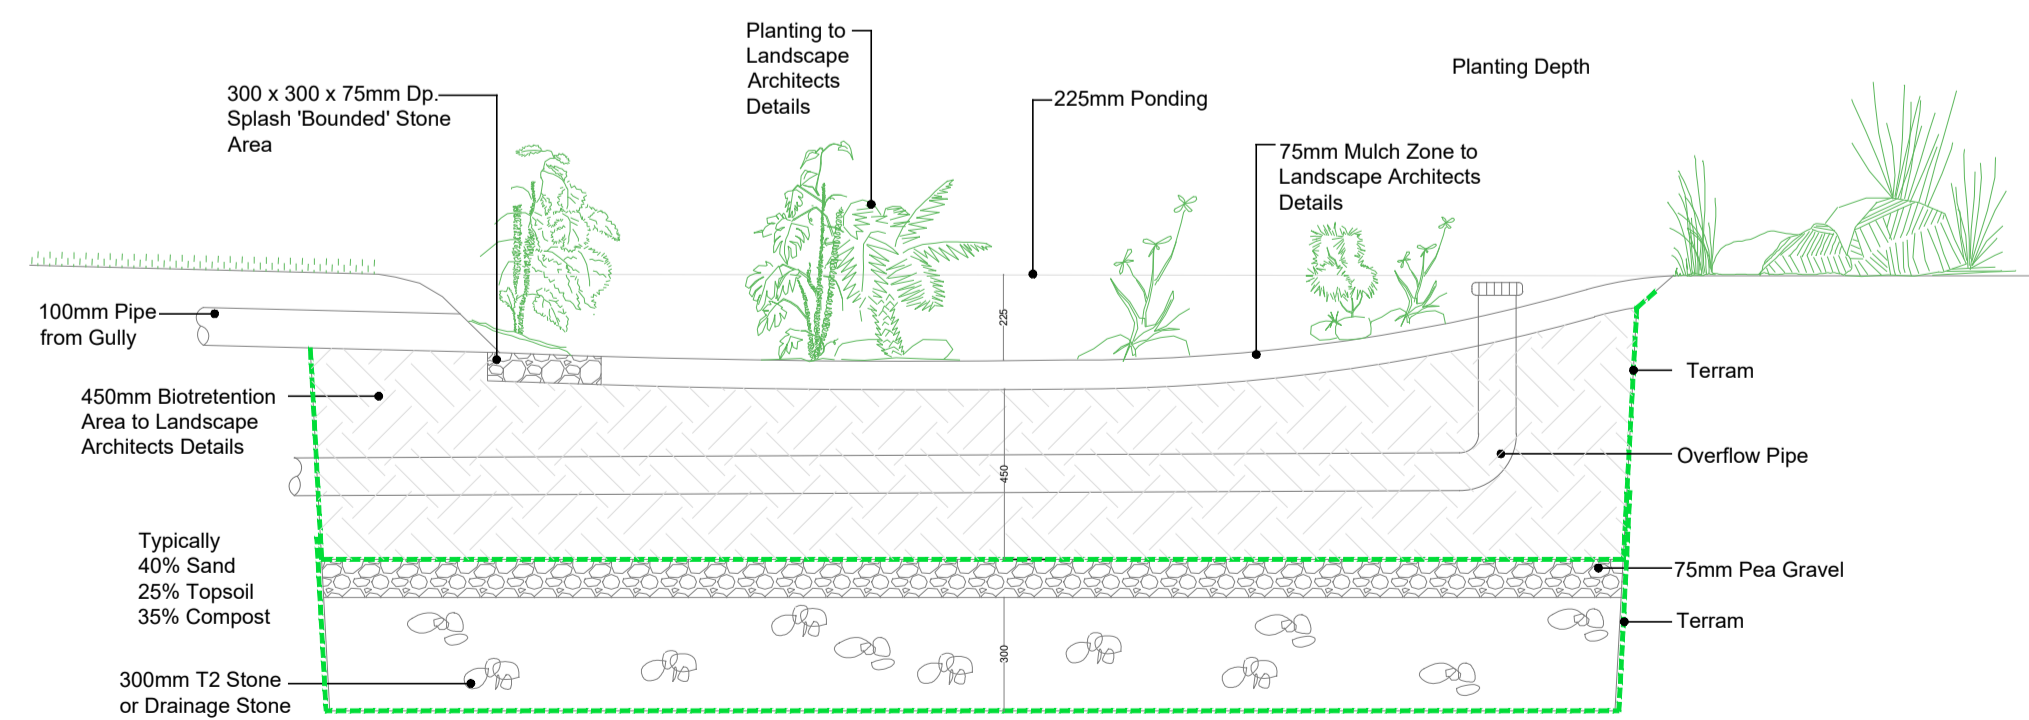 Planting to
Landscape
Architects
Details
Planting Depth
300 x 300 x 75mm Dp.
Splash 'Bounded' Stone
Area
225mm Ponding
75mm Mulch Zone to
Landscape Architects
Details
100mm Pipe
from Gully
225
Terram
450mm Biotretention
Area to Landscape
Architects Details
Overflow Pipe
450
Typically
40% Sand
25% Topsoil
35% Compost
75mm Pea Gravel
Terram
300
300mm T2 Stone
or Drainage Stone